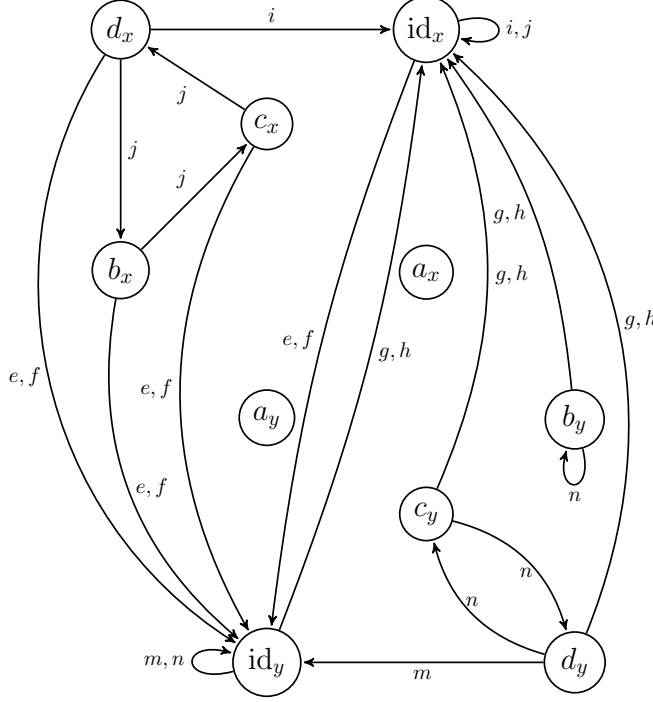 i
d_x
id_x
i, j
j
c_x
j
j
g, h
b_x
a_x
g, h
g, h
e, f
g, h
e, f
e, f
a_y
b_y
e, f
n
c_y
n
n
m, n
id_y
m
d_y